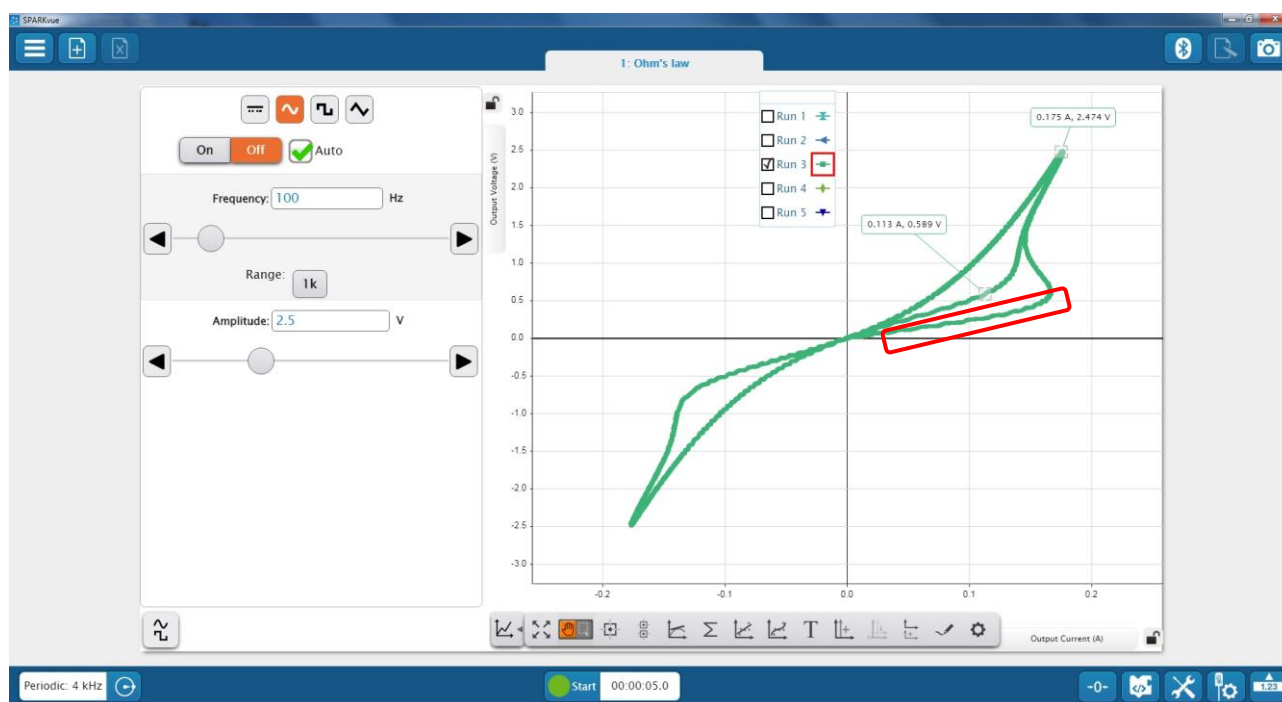 SPARKvue
1: Ohm's law
On Off Auto
Frequency: 100 Hz
Range: 1k
Amplitude: 2.5 V
Output Voltage (V)
3.0
2.5
2.0
1.5
1.0
0.5
0.0
-0.5
-1.0
-1.5
-2.0
-2.5
-3.0
Run 1
Run 2
Run 3
Run 4
Run 5
0.175 A, 2.474 V
0.113 A, 0.589 V
-0.2 -0.1 0.0 0.1 0.2
Σ T
Output Current (A)
Periodic: 4 kHz
Start 00:00:05.0
-0-
</> 1.23